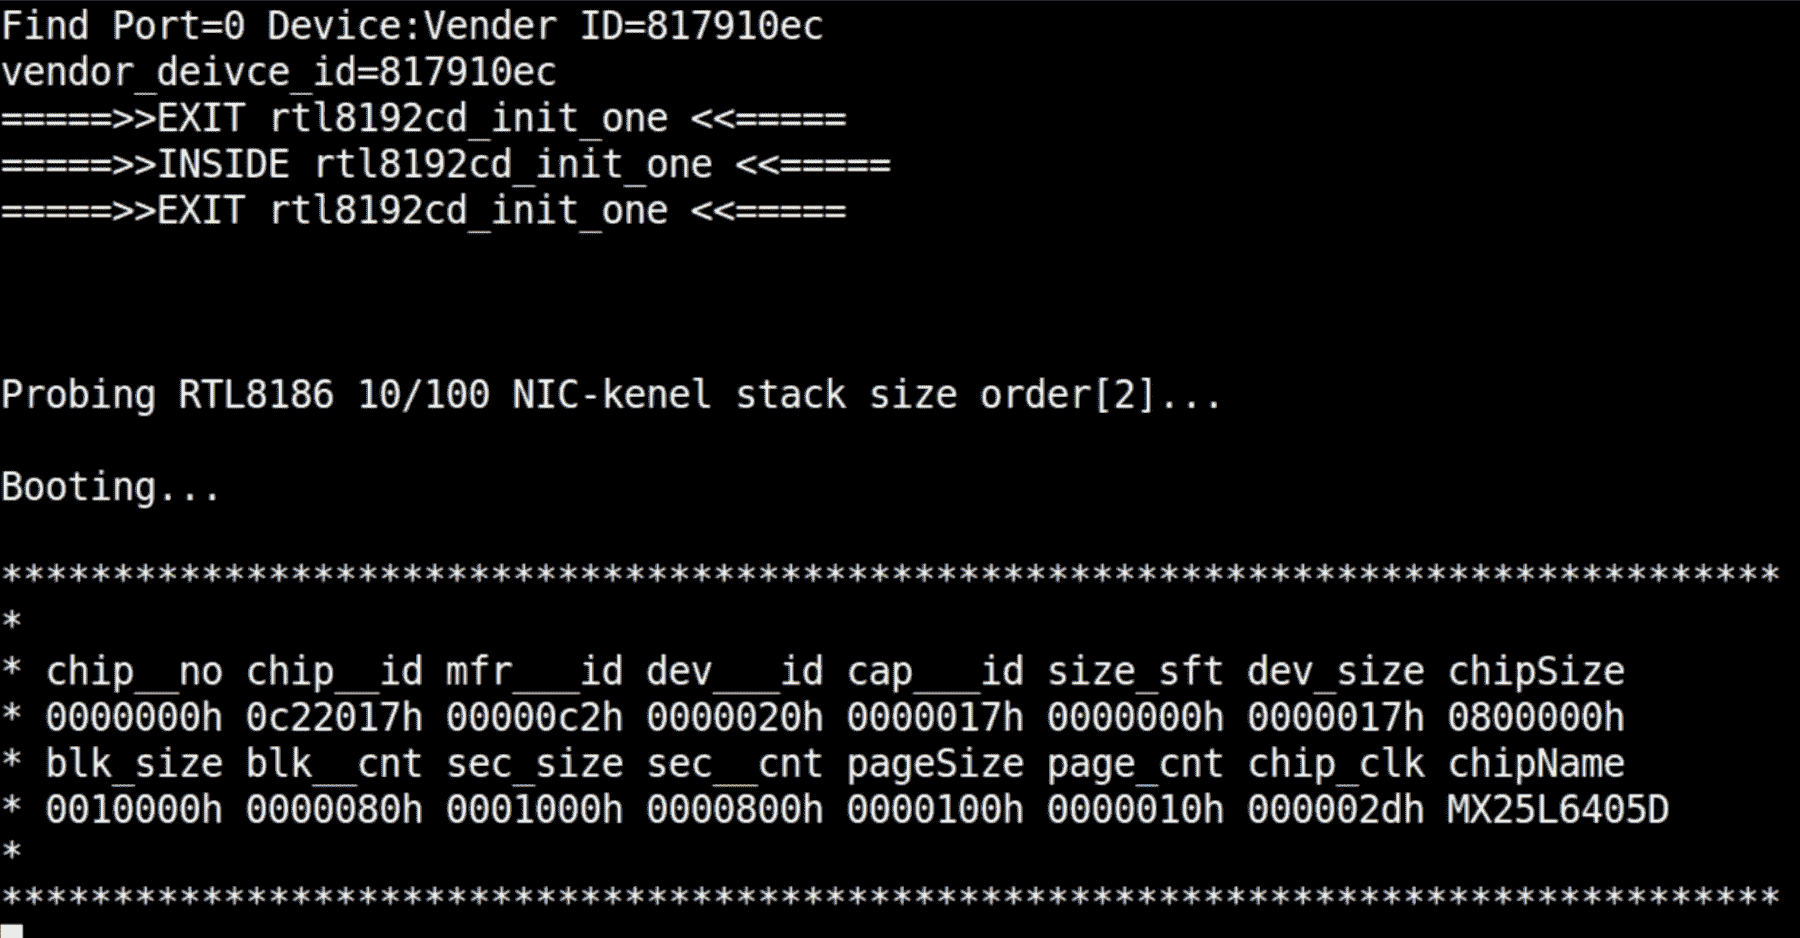 Find Port=0 Device:Vender ID=817910ec
vendor_deivce_id=817910ec
=====>>EXIT rtl8192cd_init_one <<=====
=====>>INSIDE rtl8192cd_init_one <<=====
=====>>EXIT rtl8192cd_init_one <<=====
Probing RTL8186 10/100 NIC-kenel stack size order[2]...
Booting...
********************************************************************************
*
* chip__no chip__id mfr___id dev___id cap___id size_sft dev_size chipSize
* 0000000h 0c22017h 00000c2h 0000020h 0000017h 0000000h 0000017h 0800000h
* blk_size blk__cnt sec_size sec__cnt pageSize page_cnt chip_clk chipName
* 0010000h 0000080h 0001000h 0000800h 0000100h 0000010h 000002dh MX25L6405D
*
********************************************************************************